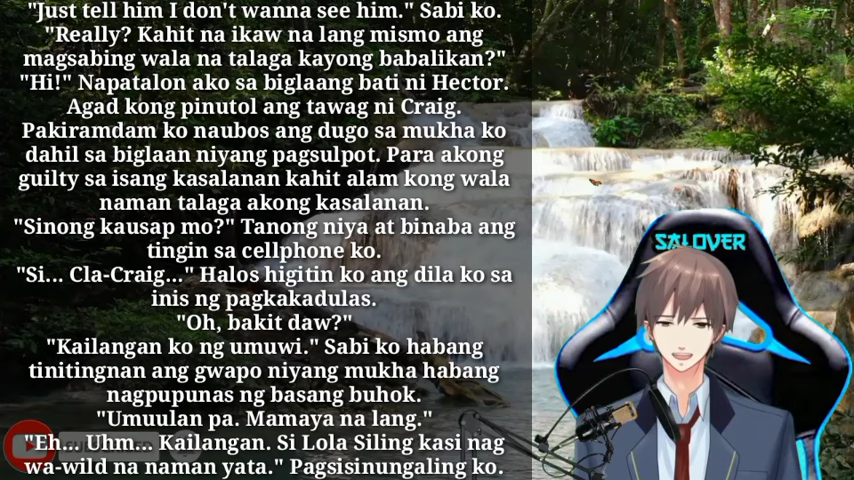 "Just tell him I don't wanna see him." Sabi ko.
"Really? Kahit na ikaw na lang mismo ang
magsabing wala na talaga kayong babalikan?"
"Hi!" Napatalon ako sa biglaang bati ni Hector.
Agad kong pinutol ang tawag ni Craig.
Pakiramdam ko naubos ang dugo sa mukha ko
dahil sa biglaan niyang pagsulpot. Para akong
guilty sa isang kasalanan kahit alam kong wala
naman talaga akong kasalanan.
"Sinong kausap mo?" Tanong niya at binaba ang
tingin sa cellphone ko.
"Si... Cla-Craig..." Halos higitin ko ang dila ko sa
inis ng pagkakadulas.
"Oh, bakit daw?"
"Kailangan ko ng umuwi." Sabi ko habang
tinitingnan ang gwapo niyang mukha habang
nagpupunas ng basang buhok.
"Umuulan pa. Mamaya na lang."
"Eh... Uhm... Kailangan. Si Lola Siling kasi nag
wa-wild na naman yata." Pagsisinungaling ko.
SALOVER